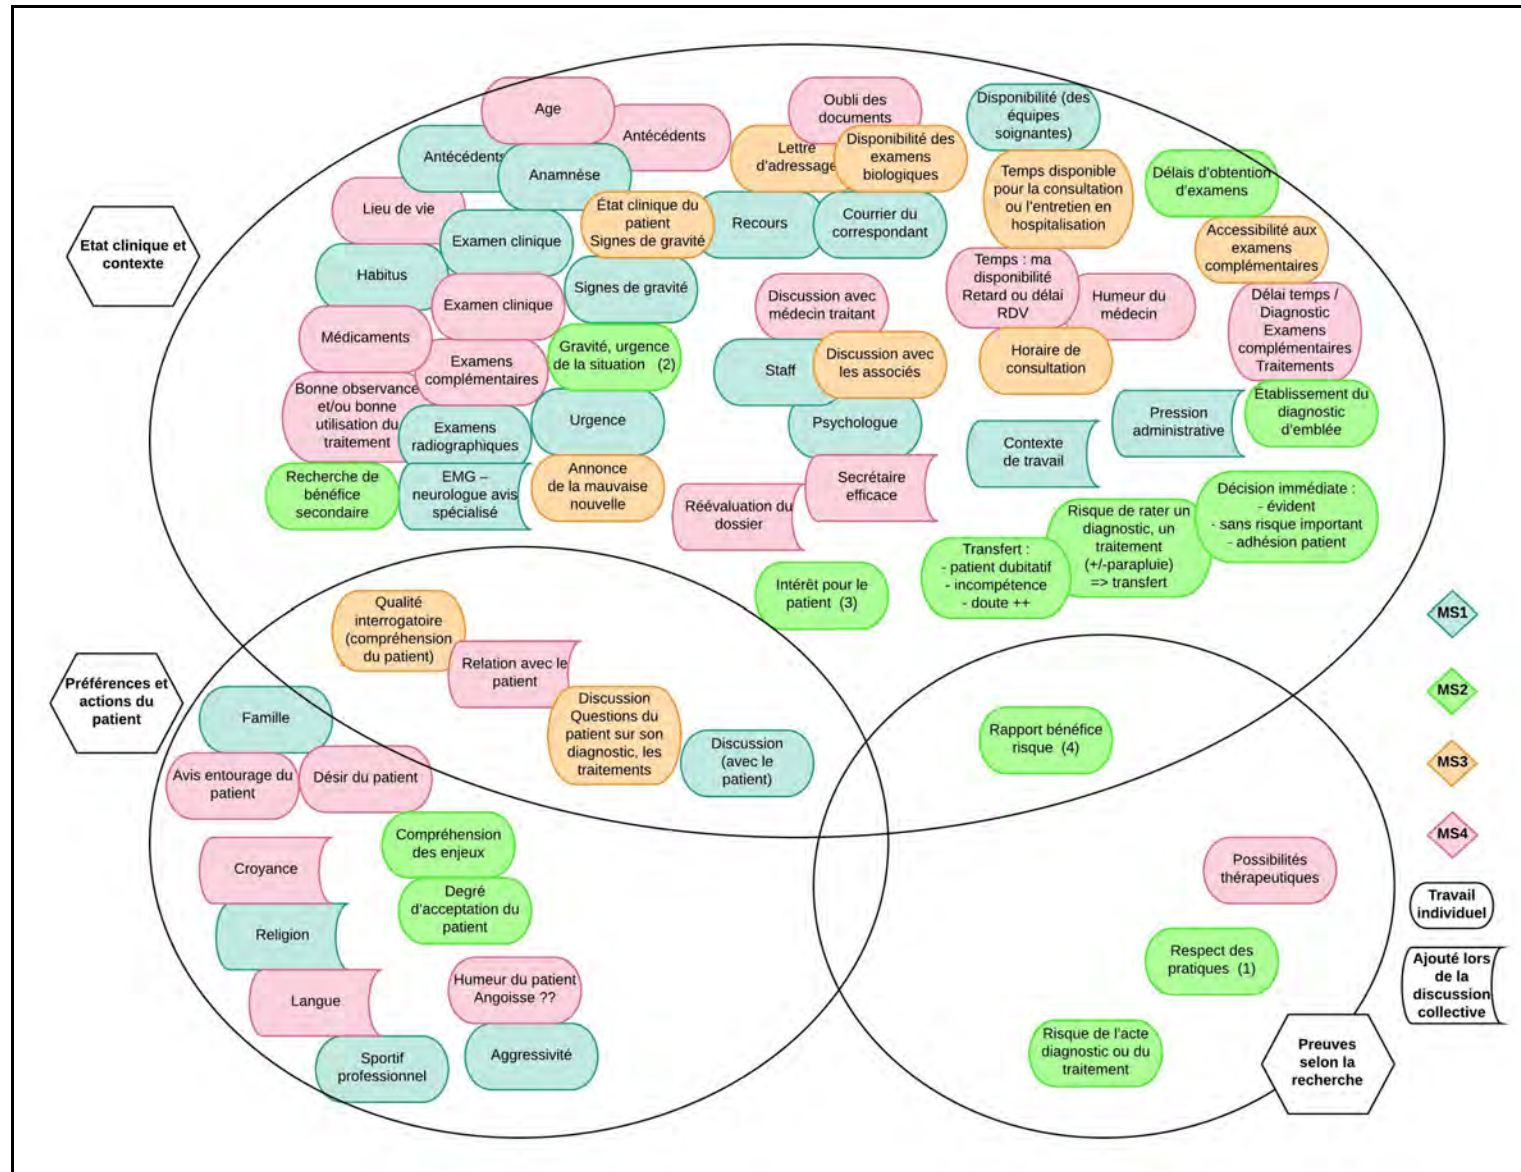 Age
Antécédents
Antécédents
Anamnèse
Oubli des
documents
Lettre
d'adressage
Disponibilité des
examens
biologiques
Disponibilité (des
équipes
soignantes)
Temps disponible
pour la consultation
ou l'entretien en
hospitalisation
Délais d'obtention
d'examens
Lieu de vie
Examen clinique
État clinique du
patient
Signes de gravité
Recours
Courrier du
correspondant
Accessibilité aux
examens
complémentaires
Etat clinique et
contexte
Habitus
Examen clinique
Signes de gravité
Discussion avec
médecin traitant
Temps : ma
disponibilité
Retard ou délai
RDV
Humeur du
médecin
Délai temps /
Diagnostic
Examens
complémentaires
Traitements
Médicaments
Examens
complémentaires
Gravité, urgence
de la situation (2)
Staff
Discussion avec
les associés
Horaire de
consultation
Bonne observance
et/ou bonne
utilisation du
traitement
Examens
radiographiques
Urgence
Psychologue
Contexte
de travail
Pression
administrative
Établissement du
diagnostic
d'emblée
Recherche de
bénéfice
secondaire
EMG –
neurologue avis
spécialisé
Annonce
de la mauvaise
nouvelle
Réévaluation du
dossier
Secrétaire
efficace
Décision immédiate :
- évident
- sans risque important
- adhésion patient
Risque de rater un
diagnostic, un
traitement
(+/-parapluie)
=> transfert
Transfert :
- patient dubitatif
- incompétence
- doute ++
Intérêt pour le
patient (3)
Qualité
interrogatoire
(compréhension
du patient)
Relation avec le
patient
Discussion
Questions du
patient sur son
diagnostic, les
traitements
Discussion
(avec le
patient)
Rapport bénéfice
risque (4)
Préférences et
actions du
patient
Famille
Avis entourage du
patient
Désir du patient
Compréhension
des enjeux
Croyance
Degré
d'acceptation du
patient
Religion
Langue
Humeur du patient
Angoisse ??
Sportif
professionnel
Aggressivité
Possibilités
thérapeutiques
Respect des
pratiques (1)
Risque de l'acte
diagnostic ou du
traitement
Preuves
selon la
recherche
MS1
MS2
MS3
MS4
Travail
individuel
Ajouté lors
de la
discussion
collective